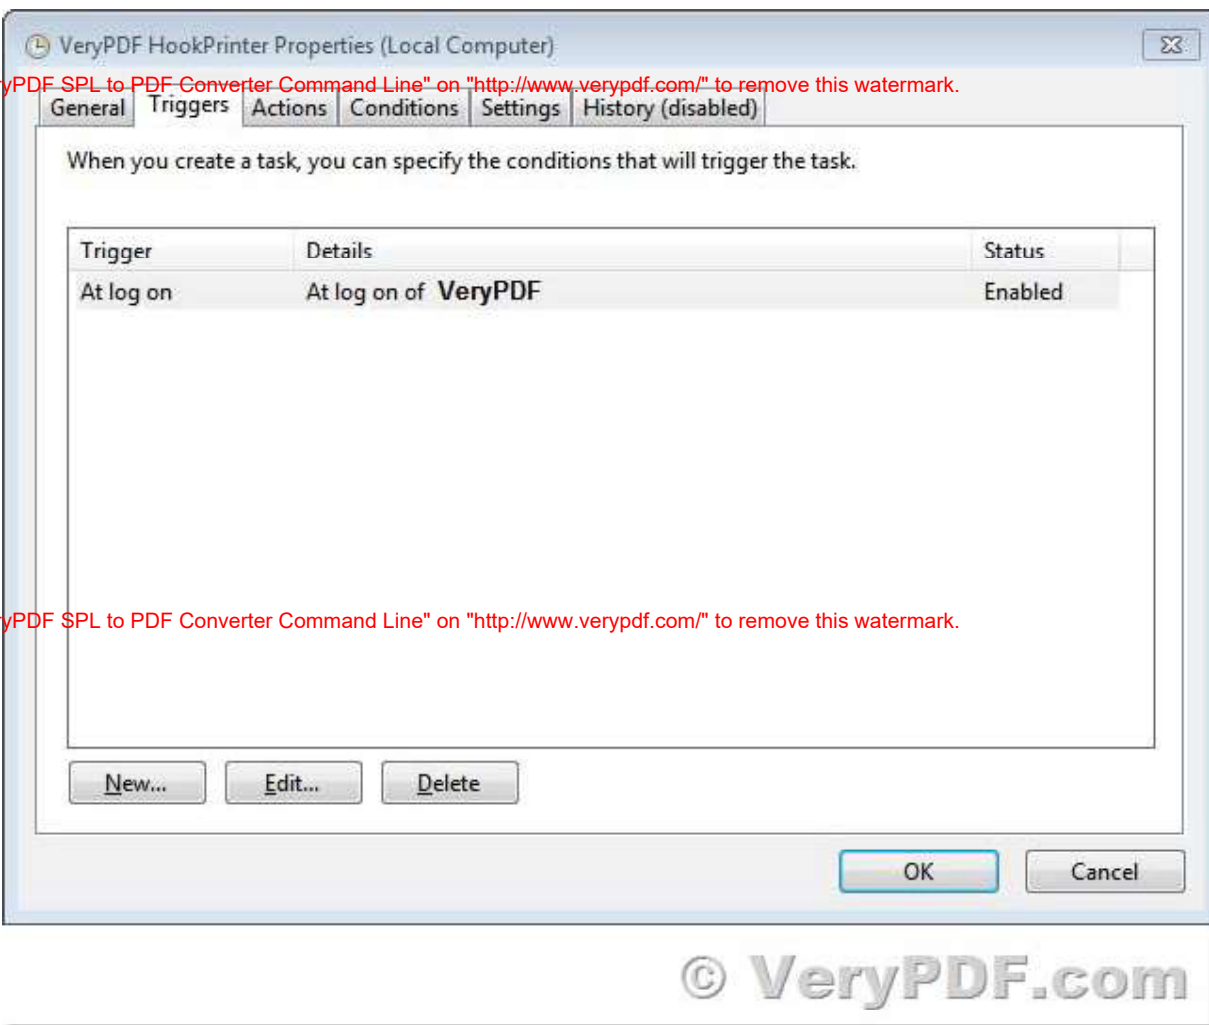 VeryPDF HookPrinter Properties (Local Computer)
yPDF SPL to PDF Converter Command Line" on "http://www.verypdf.com/" to remove this watermark.
General Triggers Actions Conditions Settings History (disabled)
When you create a task, you can specify the conditions that will trigger the task.
Trigger Details Status
At log on At log on of VeryPDF Enabled
yPDF SPL to PDF Converter Command Line" on "http://www.verypdf.com/" to remove this watermark.
New... Edit... Delete
OK Cancel
© VeryPDF.com